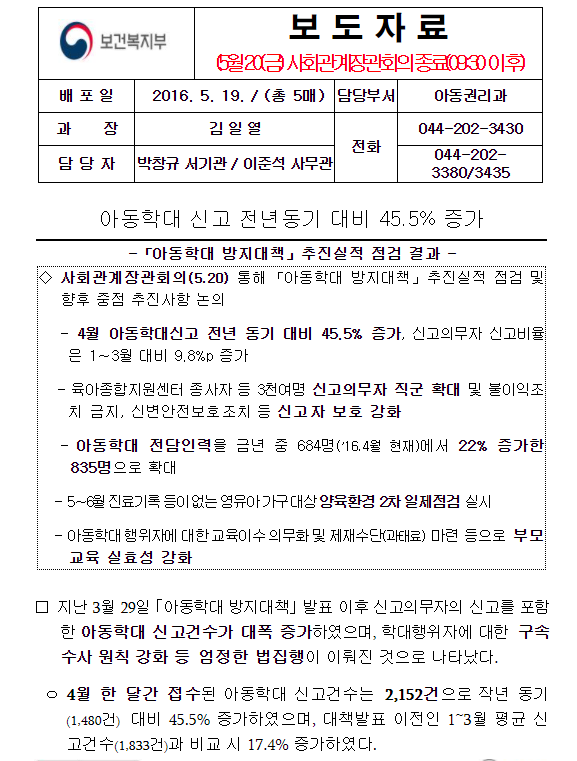 보건복지부
보 도 자 료
(5월 20(금) 사회관계장관회의 종료(09:30 이후)
배 포 일
2016. 5. 19. / (총 5매)
담당부서
아동권리과
과 장
김 일 열
전화
044-202-3430
담 당 자
박창규 서기관 / 이준석 사무관
044-202-
3380/3435
아동학대 신고 전년동기 대비 45.5% 증가
- 「아동학대 방지대책」 추진실적 점검 결과 -
◇ 사회관계장관회의(5.20) 통해 「아동학대 방지대책」 추진실적 점검 및
향후 중점 추진사항 논의
- 4월 아동학대신고 전년 동기 대비 45.5% 증가, 신고의무자 신고비율
은 1~3월 대비 9.8%p 증가
- 육아종합지원센터 종사자 등 3천여명 신고의무자 직군 확대 및 불이익조
치 금지, 신변안전보호조치 등 신고자 보호 강화
- 아동학대 전담인력을 금년 중 684명('16.4월 현재)에서 22% 증가한
835명으로 확대
- 5~6월 진료기록 등이 없는 영유아 가구 대상 양육환경 2차 일제점검 실시
- 아동학대 행위자에 대한 교육이수 의무화 및 제재수단(과태료) 마련 등으로 부모
교육 실효성 강화
□ 지난 3월 29일 「아동학대 방지대책」 발표 이후 신고의무자의 신고를 포함
한 아동학대 신고건수가 대폭 증가하였으며, 학대행위자에 대한 구속
수사 원칙 강화 등 엄정한 법집행이 이뤄진 것으로 나타났다.
ㅇ 4월 한 달간 접수된 아동학대 신고건수는 2,152건으로 작년 동기
(1,480건) 대비 45.5% 증가하였으며, 대책발표 이전인 1~3월 평균 신
고건수(1,833건)과 비교 시 17.4% 증가하였다.